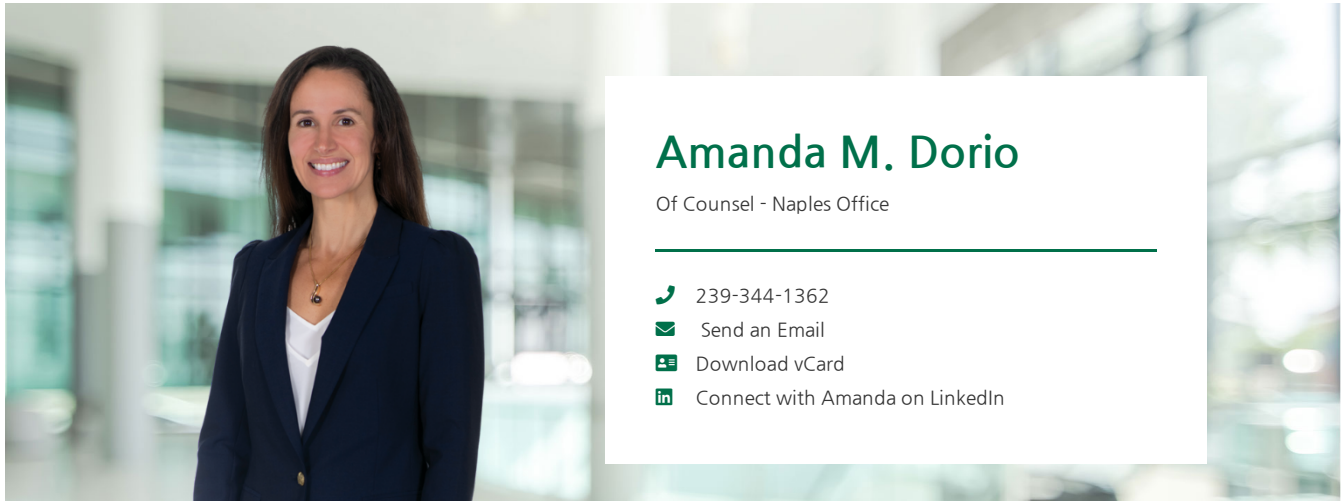 Amanda M. Dorio
Of Counsel - Naples Office
239-344-1362
Send an Email
Download vCard
Connect with Amanda on LinkedIn